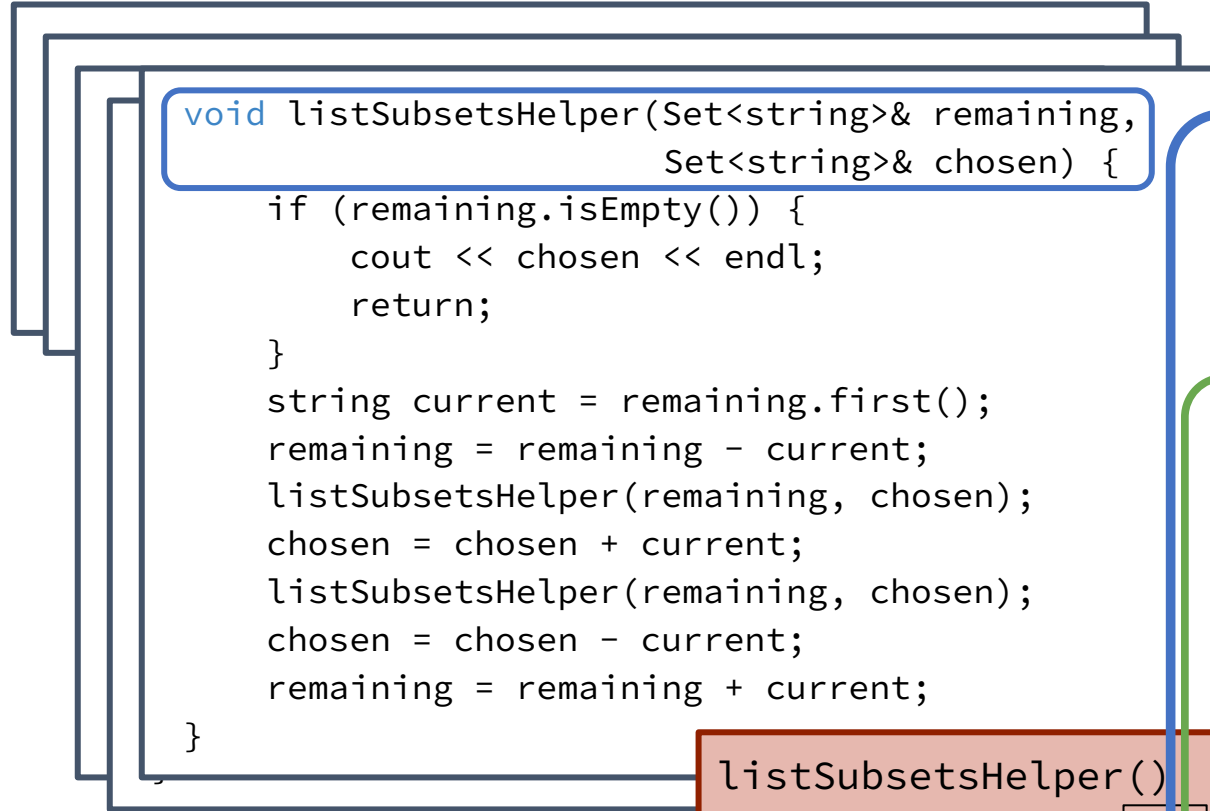 void listSubsetsHelper(Set<string>& remaining,
                       Set<string>& chosen) {
    if (remaining.isEmpty()) {
        cout << chosen << endl;
        return;
    }
    string current = remaining.first();
    remaining = remaining - current;
    listSubsetsHelper(remaining, chosen);
    chosen = chosen + current;
    listSubsetsHelper(remaining, chosen);
    chosen = chosen - current;
    remaining = remaining + current;
}
listSubsetsHelper()